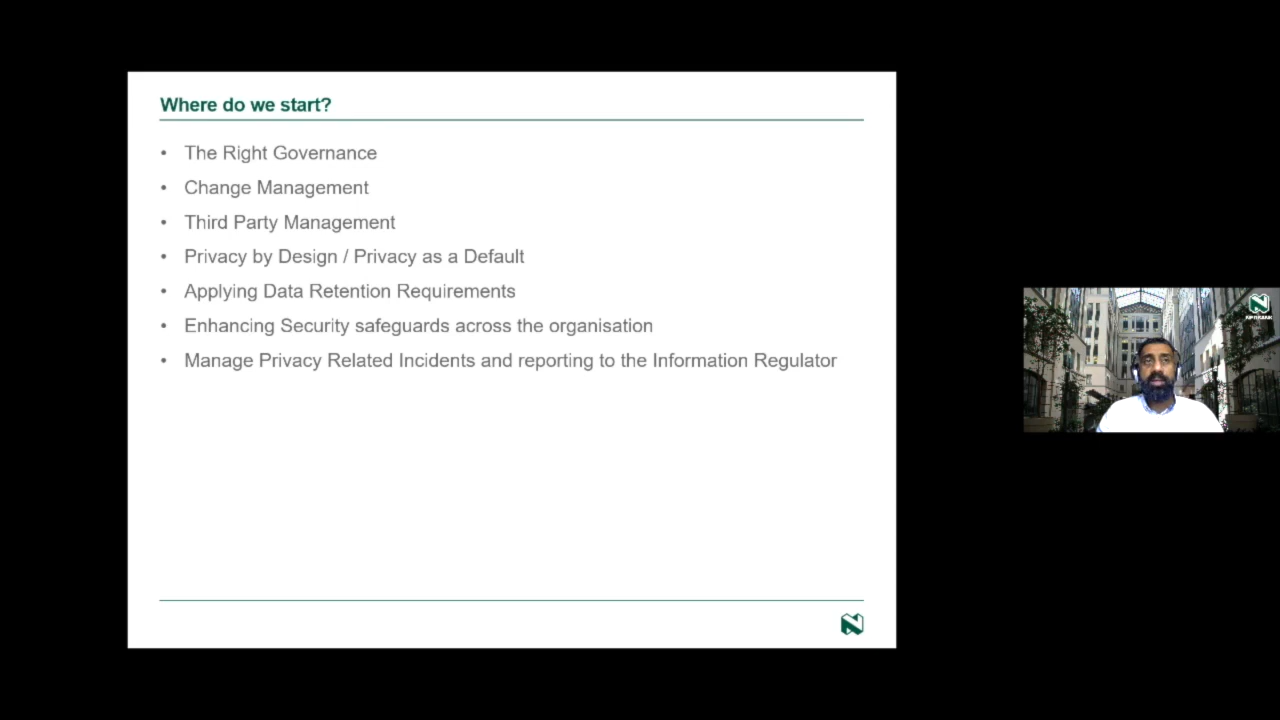 Where do we start?
• The Right Governance
• Change Management
• Third Party Management
• Privacy by Design / Privacy as a Default
• Applying Data Retention Requirements
• Enhancing Security safeguards across the organisation
• Manage Privacy Related Incidents and reporting to the Information Regulator
NEDBANK